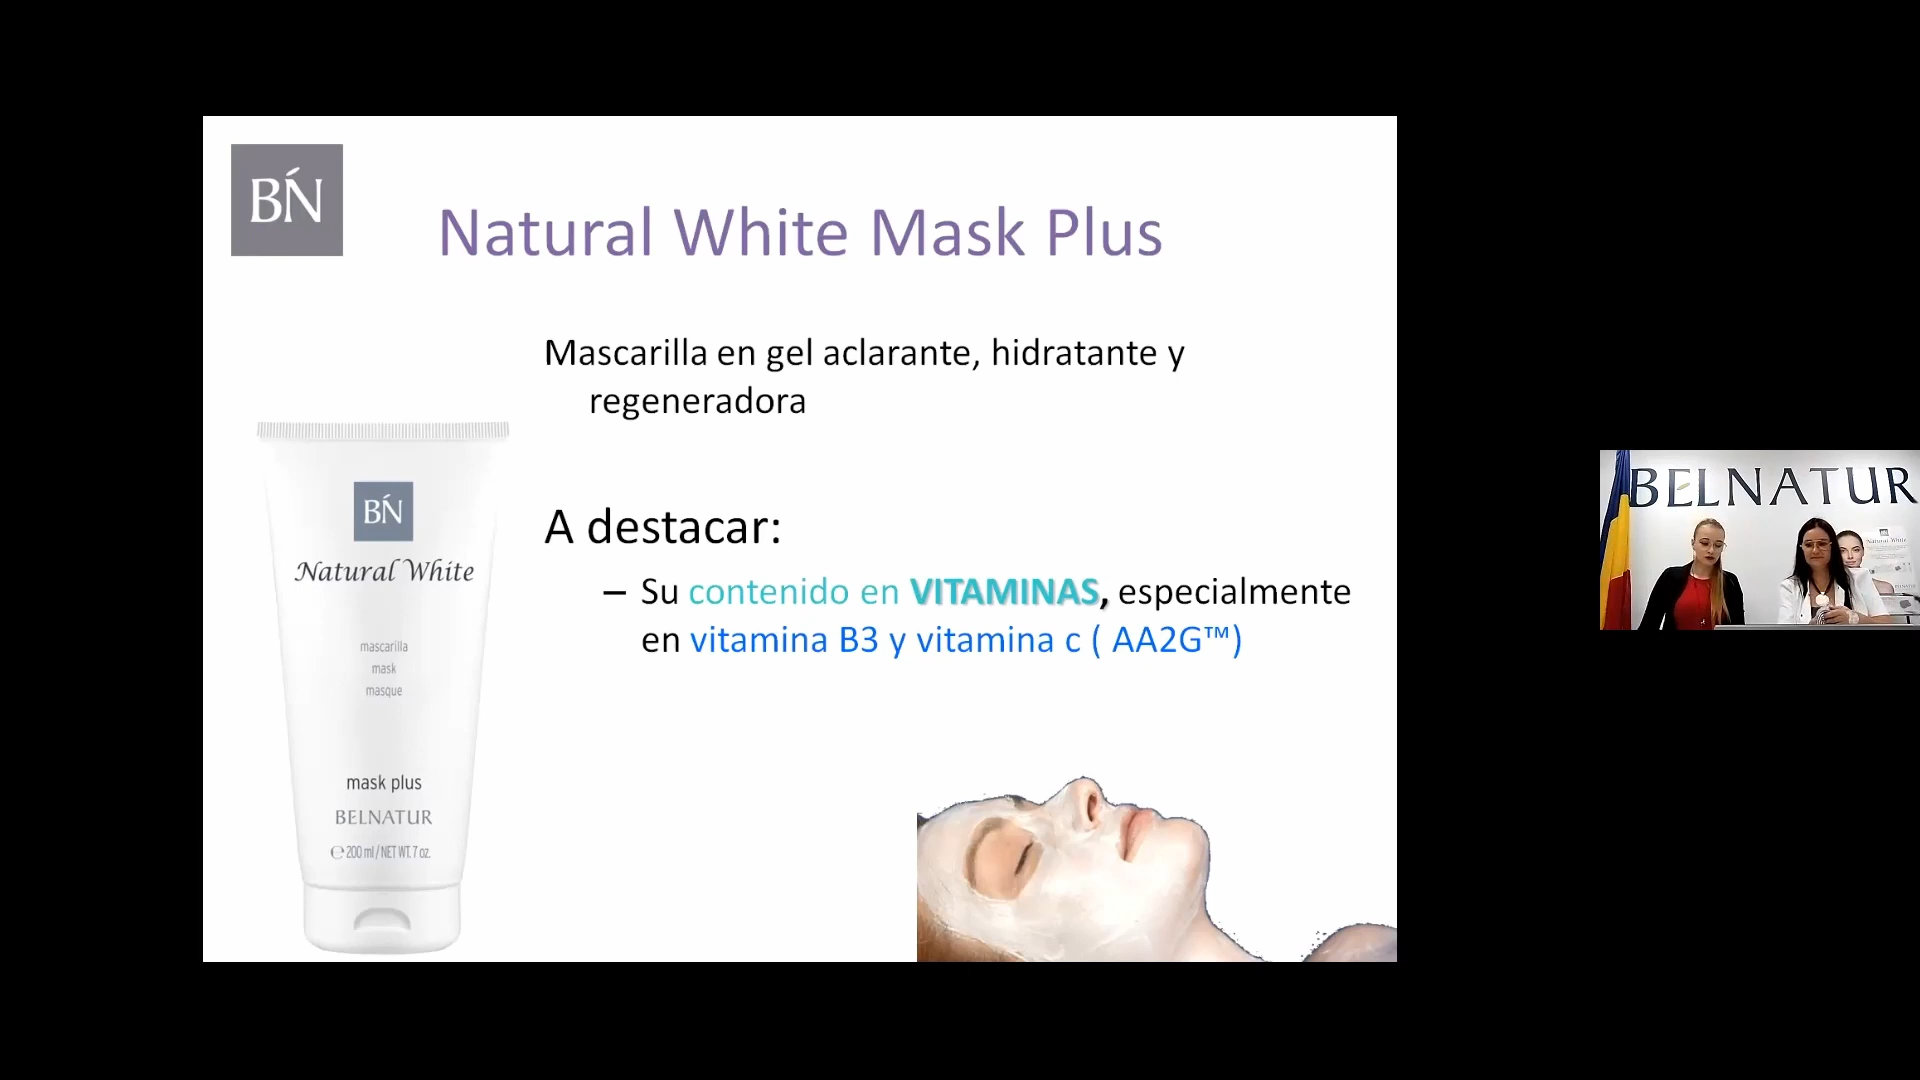 BŃ
Natural White Mask Plus
Mascarilla en gel aclarante, hidratante y
regeneradora
A destacar:
– Su contenido en VITAMINAS, especialmente
en vitamina B3 y vitamina c ( AA2G™)
BŃ
Natural White
mascarilla
mask
masque
mask plus
BELNATUR
℮ 200 ml / NET WT. 7 oz.
BELNATUR
Natural White